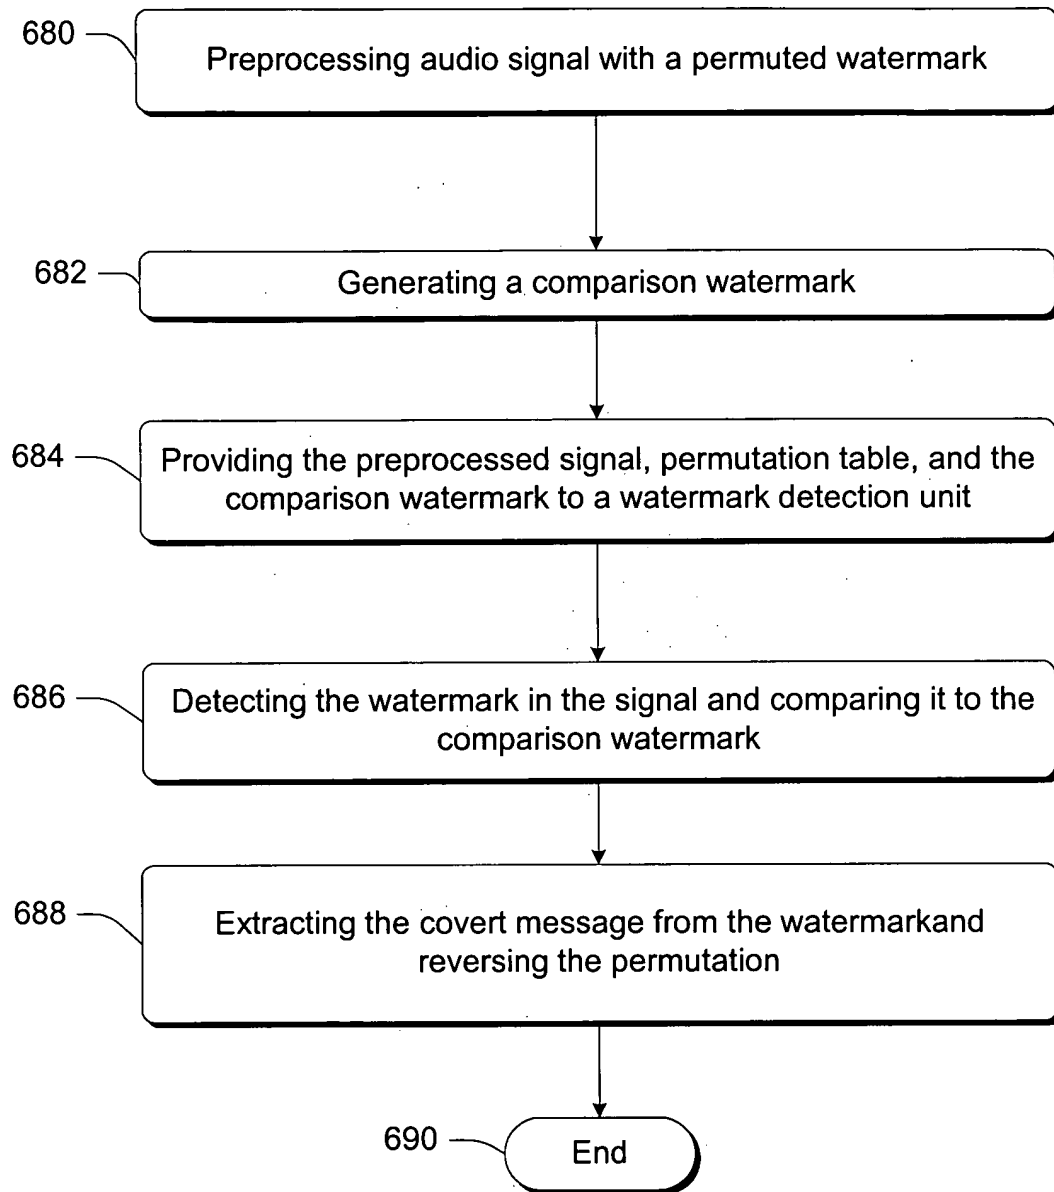 680
Preprocessing audio signal with a permuted watermark
682
Generating a comparison watermark
684
Providing the preprocessed signal, permutation table, and the
comparison watermark to a watermark detection unit
686
Detecting the watermark in the signal and comparing it to the
comparison watermark
688
Extracting the covert message from the watermarkand
reversing the permutation
690
End